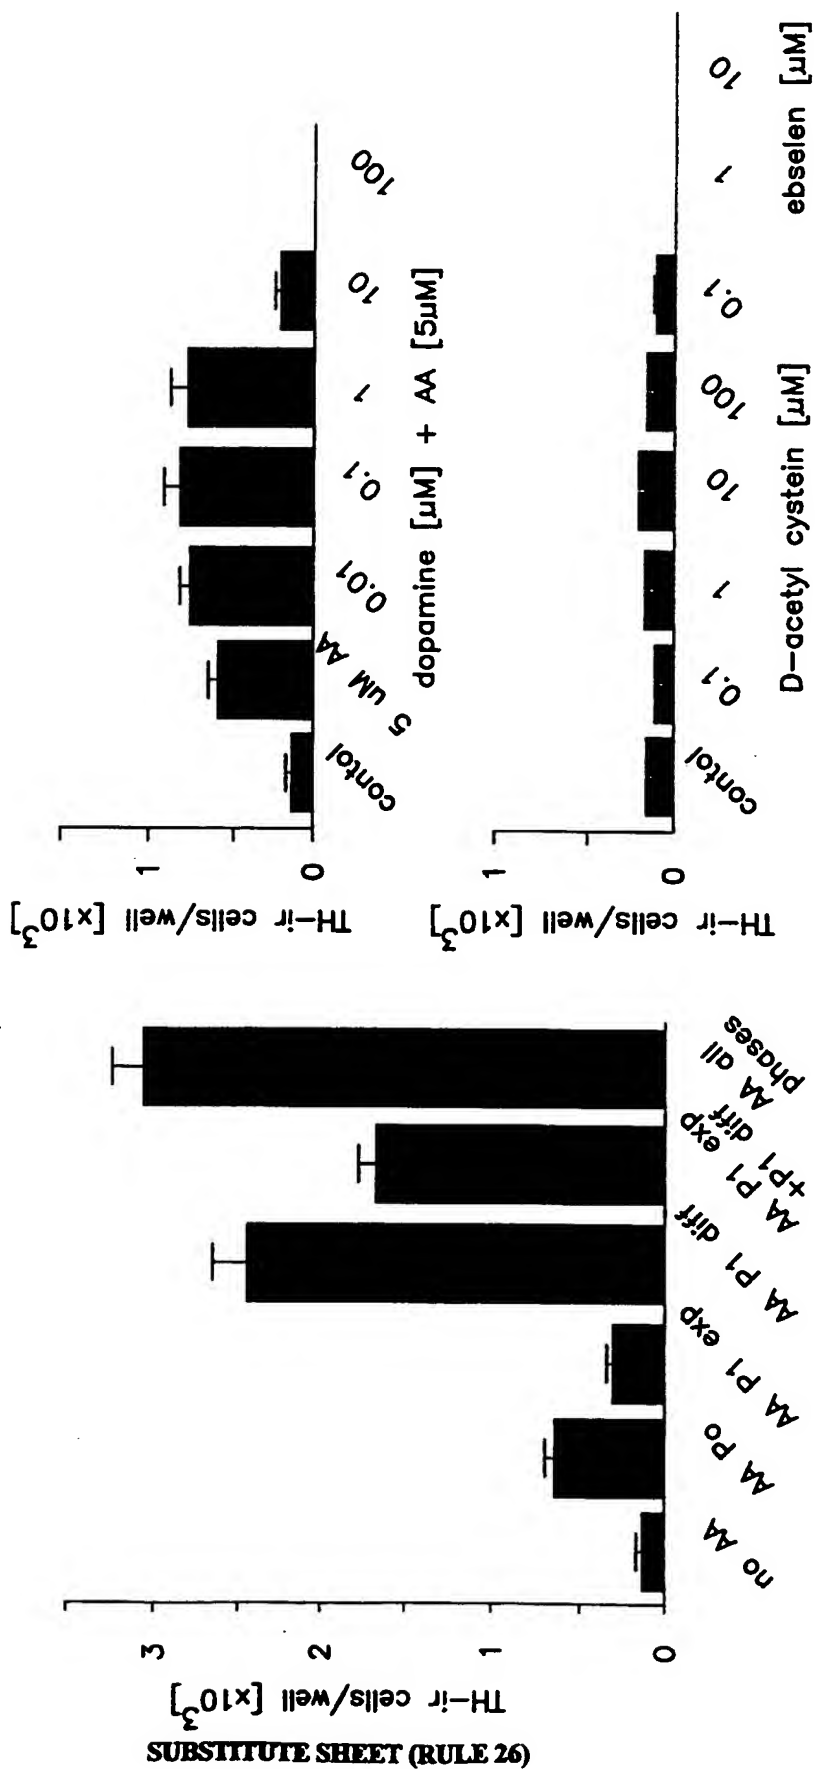 TH-ir cells/well [x10³]
3
2
1
0
no AA
AA Po
AA P1 exp
AA P1 diff
AA P1 exp
+P1 diff
AA all
phases
TH-ir cells/well [x10³]
1
0
contol
5 uM AA
0.01
0.1
1
10
100
dopamine [µM] + AA [5µM]
TH-ir cells/well [x10³]
1
0
contol
0.1
1
10
100
0.1
1
10
D-acetyl cystein [µM]
ebselen [µM]
SUBSTITUTE SHEET (RULE 26)